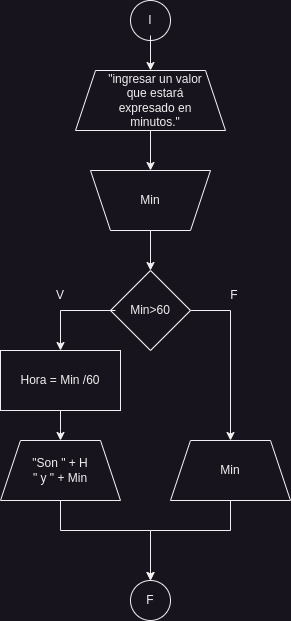 I
"ingresar un valor
que estará
expresado en
minutos."
Min
Min>60
V
F
Hora = Min /60
"Son " + H
" y " + Min
Min
F